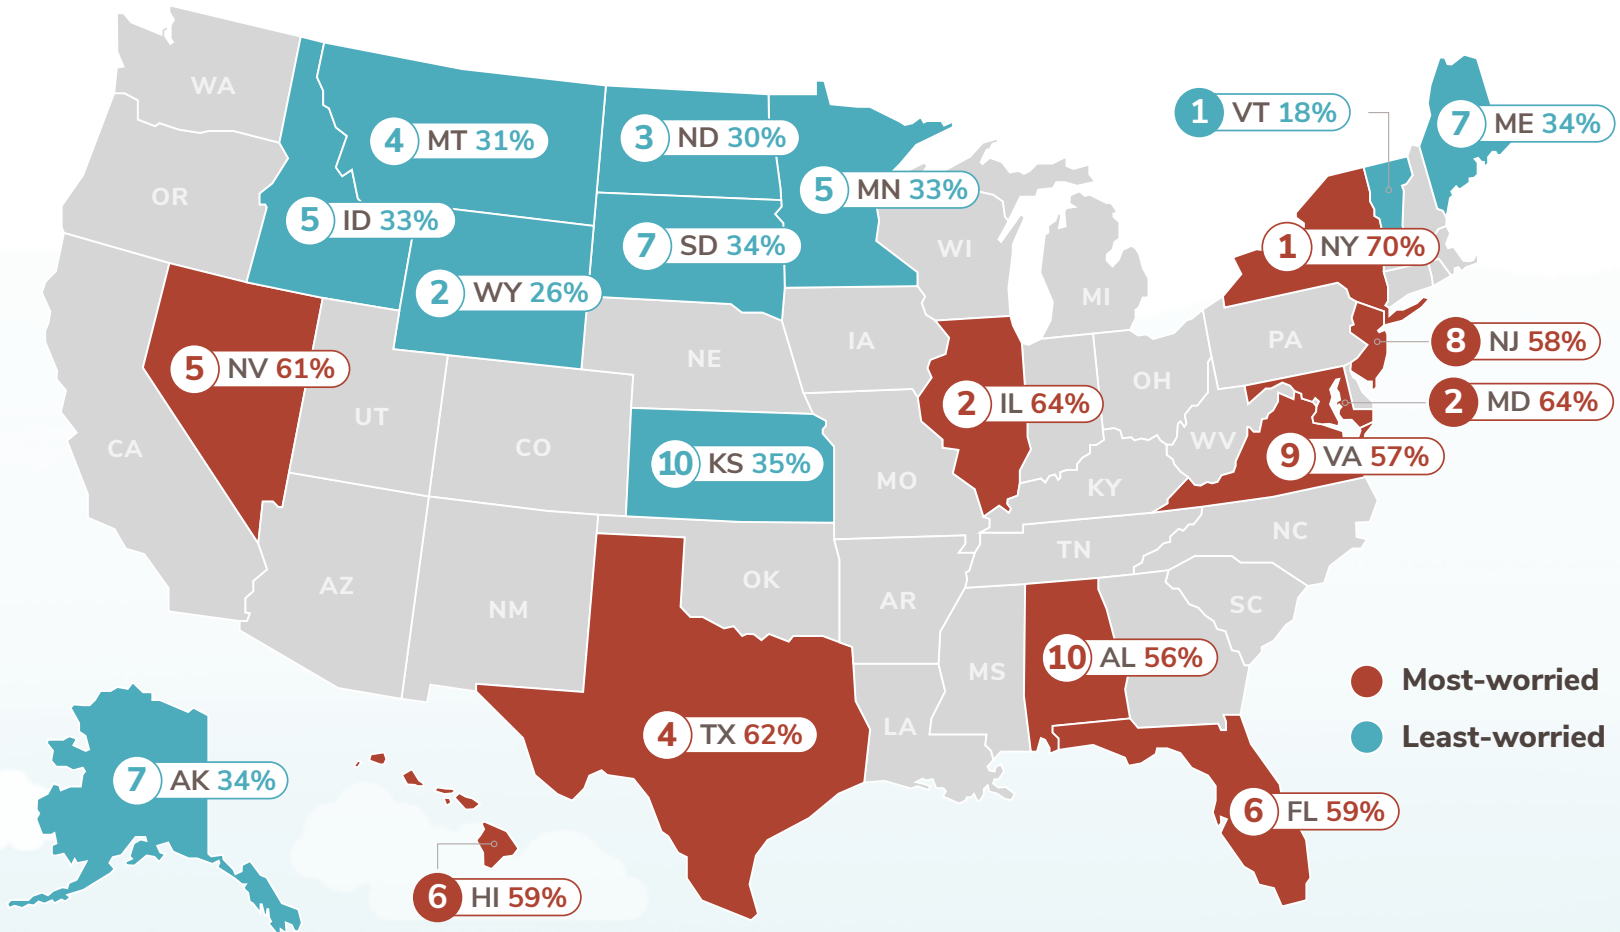 WA
OR
CA
4 MT 31%
3 ND 30%
5 MN 33%
5 ID 33%
7 SD 34%
2 WY 26%
5 NV 61%
UT
CO
AZ
NM
NE
10 KS 35%
OK
4 TX 62%
IA
MO
AR
LA
WI
2 IL 64%
MI
OH
KY
TN
MS
10 AL 56%
1 VT 18%
7 ME 34%
1 NY 70%
PA
8 NJ 58%
2 MD 64%
WV
9 VA 57%
NC
SC
6 FL 59%
7 AK 34%
6 HI 59%
Most-worried
Least-worried